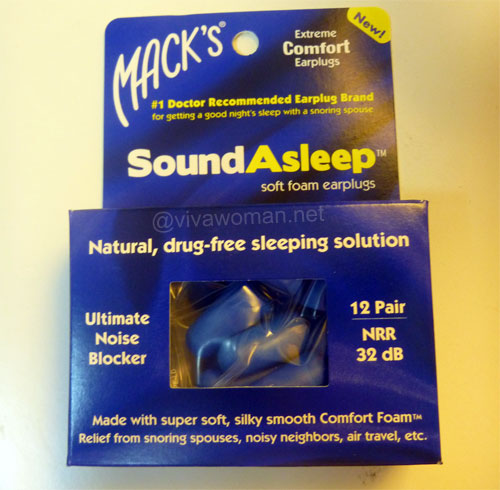 MACK'S®
New!
Extreme
Comfort
Earplugs
#1 Doctor Recommended Earplug Brand
for getting a good night's sleep with a snoring spouse.
SoundAsleep™
soft foam earplugs
@vivawoman.net
Natural, drug-free sleeping solution
Ultimate
Noise
Blocker
12 Pair
NRR
32 dB
Made with super soft, silky smooth Comfort Foam™
Relief from snoring spouses, noisy neighbors, air travel, etc.